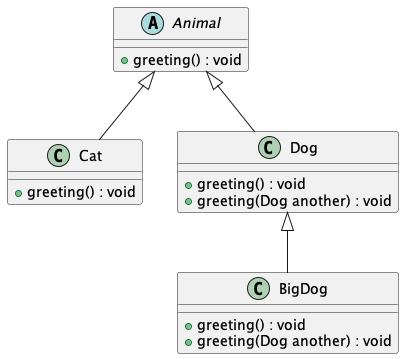 A Animal
greeting() : void
C Cat
greeting() : void
C Dog
greeting() : void
greeting(Dog another) : void
C BigDog
greeting() : void
greeting(Dog another) : void